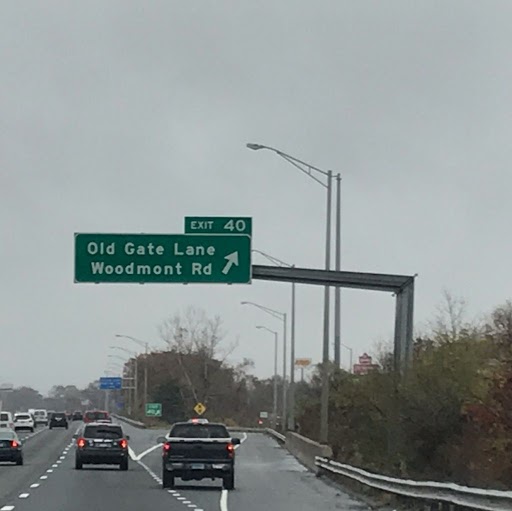 EXIT 40
Old Gate Lane
Woodmont Rd